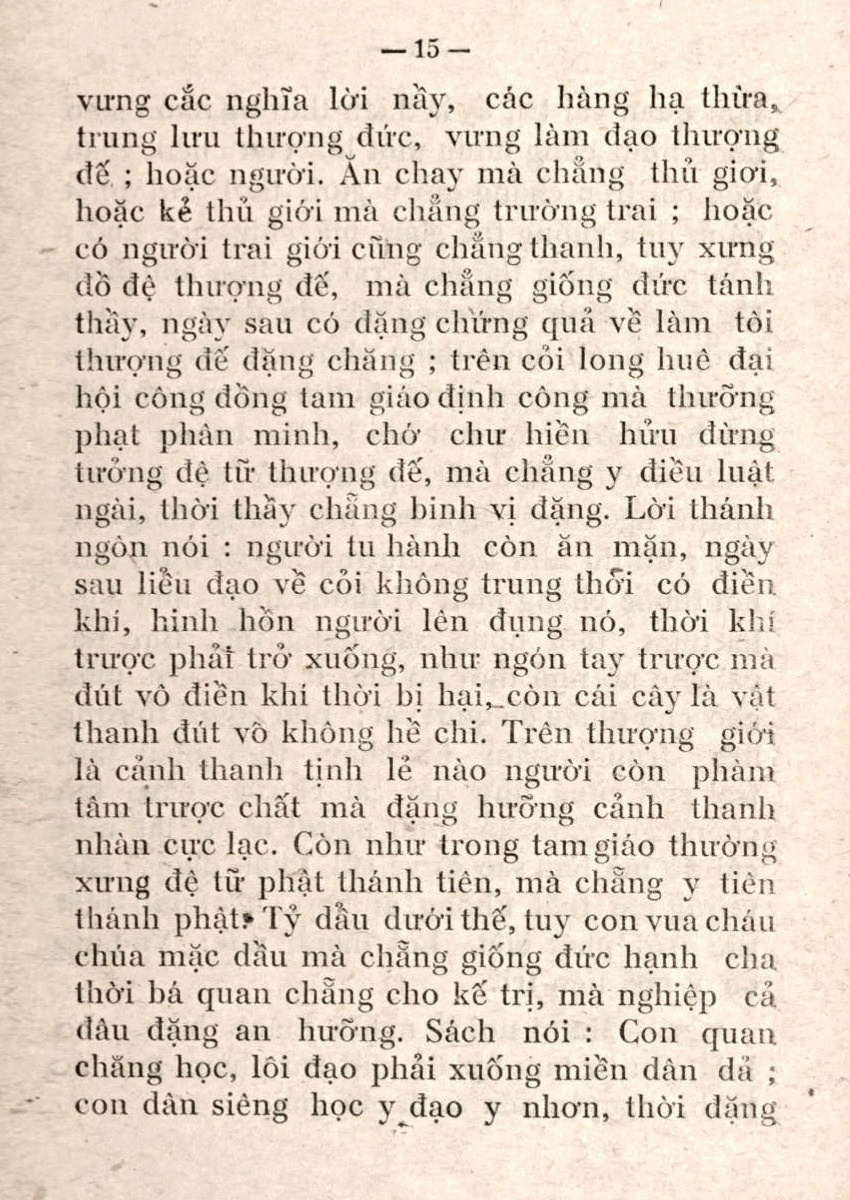 — 15 —
vưng cắc nghĩa lời nầy, các hàng hạ thừa,
trung lưu thượng đức, vưng làm đạo thượng
đế ; hoặc người. Ăn chay mà chẳng thủ giơi,
hoặc kẻ thủ giới mà chẳng trường trai ; hoặc
có người trai giới cũng chẳng thanh, tuy xưng
đồ đệ thượng đế, mà chẳng giống đức tánh
thầy, ngày sau có đặng chứng quả về làm tôi
thượng đế đặng chăng ; trên cỏi long huê đại
hội công đồng tam giáo định công mà thưỡng
phạt phân minh, chớ chư hiền hửu đừng
tưởng đệ tữ thượng đế, mà chẳng y điều luật
ngài, thời thầy chẵng binh vị đặng. Lời thánh
ngôn nói : người tu hành còn ăn mặn, ngày
sau liễu đạo về cỏi không trung thời có điền
khí, hinh hồn người lên đụng nó, thời khí
trược phải trở xuống, như ngón tay trược mà
đút vô điền khí thời bị hại, còn cái cây là vật
thanh đút vô không hề chi. Trên thượng giới
là cảnh thanh tịnh lẻ nào người còn phàm
tâm trược chất mà đặng hưỡng cảnh thanh
nhàn cực lạc. Còn như trong tam giáo thường
xưng đệ tữ phật thánh tiên, mà chẵng y tiên
thánh phật? Tỷ dẩu dưới thế, tuy con vua cháu
chúa mặc dầu mà chẵng giống đức hạnh cha
thời bá quan chẵng cho kế trị, mà nghiệp cả
đâu đặng an hưỡng. Sách nói : Con quan
chăng học, lôi đạo phải xuống miền dân dả ;
con dân siêng học y đạo y nhơn, thời đặng